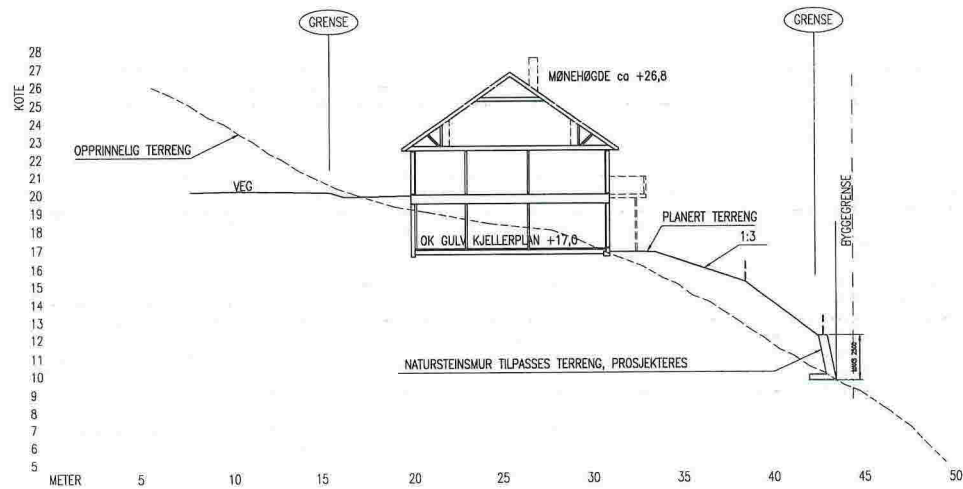 GRENSE
GRENSE
28
27
26
25
24
23
22
21
20
19
18
17
16
15
14
13
12
11
10
9
8
7
6
5
KOTE
MØNEHØGDE ca +26,8
OPPRINNELIG TERRENG
VEG
PLANERT TERRENG
1:3
OK GULV KJELLERPLAN +17,0
BYGGEGRENSE
NATURSTEINSMUR TILPASSES TERRENG, PROSJEKTERES
MAKS 2500
METER 5 10 15 20 25 30 35 40 45 50